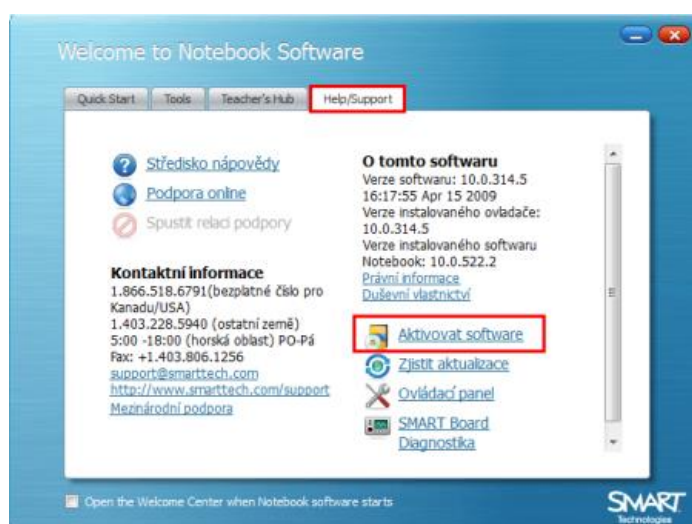 Welcome to Notebook Software
Quick Start
Tools
Teacher's Hub
Help/Support
Středisko nápovědy
Podpora online
Spustit relaci podpory
Kontaktní informace
1.866.518.6791(bezplatné číslo pro
Kanadu/USA)
1.403.228.5940 (ostatní země)
5:00 -18:00 (horská oblast) PO-Pá
Fax: +1.403.806.1256
support@smarttech.com
http://www.smarttech.com/support
Mezinárodní podpora
O tomto softwaru
Verze softwaru: 10.0.314.5
16:17:55 Apr 15 2009
Verze instalovaného ovladače:
10.0.314.5
Verze instalovaného softwaru
Notebook: 10.0.522.2
Právní informace
Duševní vlastnictví
Aktivovat software
Zjistit aktualizace
Ovládací panel
SMART Board
Diagnostika
Open the Welcome Center when Notebook software starts
SMART
Technologies